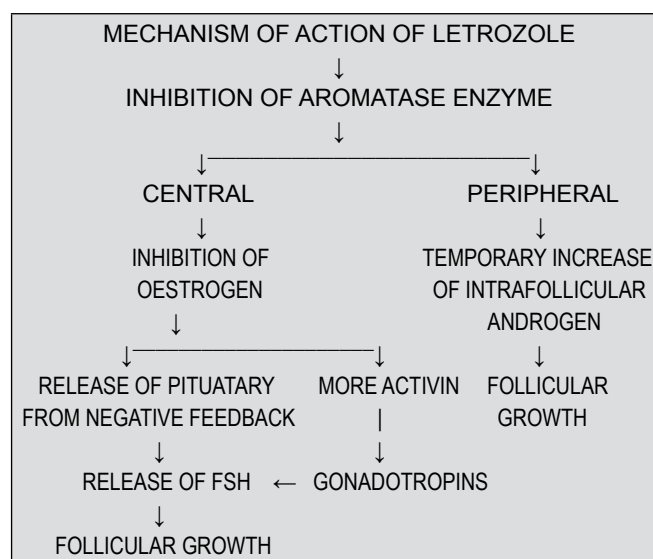 MECHANISM OF ACTION OF LETROZOLE
↓
INHIBITION OF AROMATASE ENZYME
↓
↓ ↓
CENTRAL PERIPHERAL
↓ ↓
INHIBITION OF TEMPORARY INCREASE
OESTROGEN OF INTRAFOLLICULAR
↓ ANDROGEN
↓ ↓ ↓
RELEASE OF PITUATARY MORE ACTIVIN FOLLICULAR
FROM NEGATIVE FEEDBACK | GROWTH
↓ ↓
RELEASE OF FSH ← GONADOTROPINS
↓
FOLLICULAR GROWTH